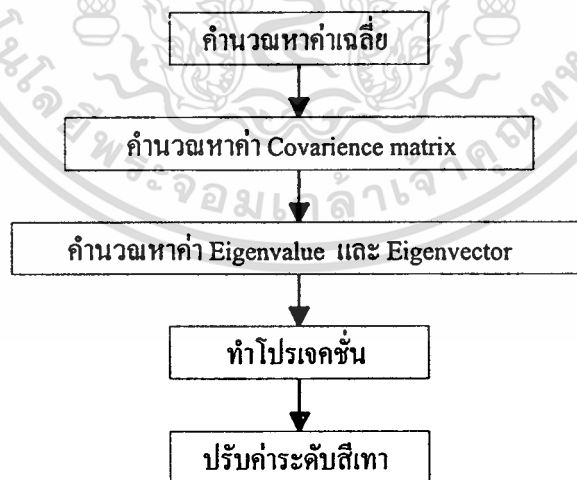 คำนวณหาค่าเฉลี่ย
คำนวณหาค่า Covarience matrix
คำนวณหาค่า Eigenvalue และ Eigenvector
ทำโปรเจคชั่น
ปรับค่าระดับสีเทา